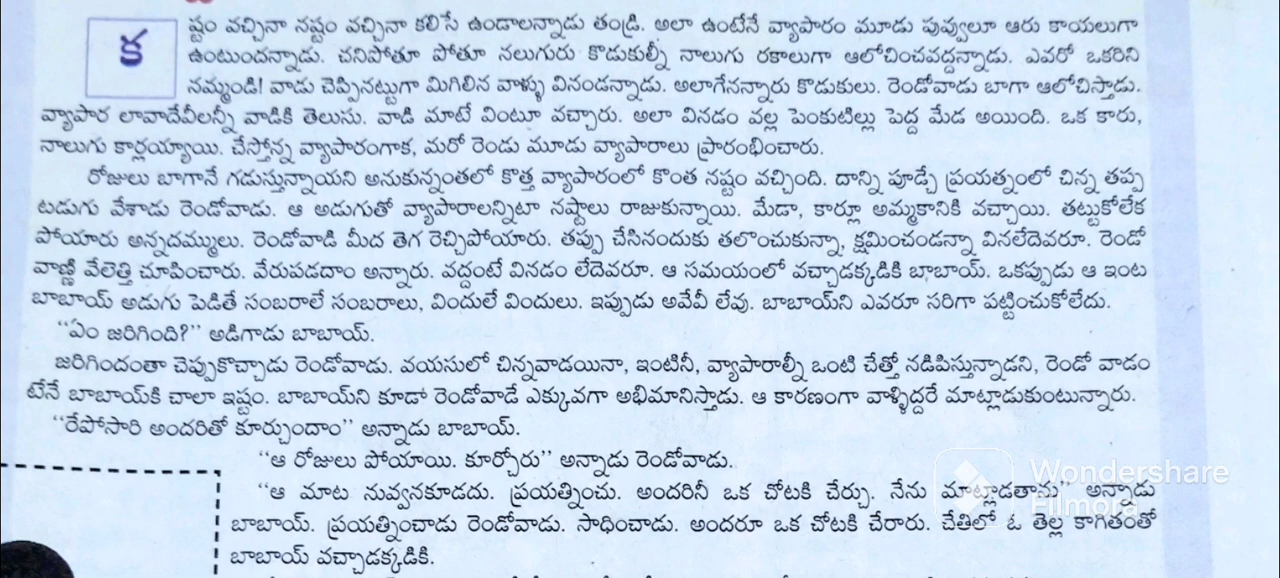 క
ష్టం వచ్చినా నష్టం వచ్చినా కలిసే ఉండాలన్నాడు తండ్రి. అలా ఉంటేనే వ్యాపారం మూడు పువ్వులూ ఆరు కాయలుగా
ఉంటుందన్నాడు. చనిపోతూ పోతూ నలుగురు కొడుకుల్నీ నాలుగు రకాలుగా ఆలోచించవద్దన్నాడు. ఎవరో ఒకరిని
నమ్మండి! వాడు చెప్పినట్టుగా మిగిలిన వాళ్ళు వినండన్నాడు. అలాగేనన్నారు కొడుకులు. రెండోవాడు బాగా ఆలోచిస్తాడు.
వ్యాపార లావాదేవీలన్నీ వాడికి తెలుసు. వాడి మాటే వింటూ వచ్చారు. అలా వినడం వల్ల పెంకుటిల్లు పెద్ద మేడ అయింది. ఒక కారు,
నాలుగు కార్లయ్యాయి. చేస్తోన్న వ్యాపారంగాక, మరో రెండు మూడు వ్యాపారాలు ప్రారంభించారు.
రోజులు బాగానే గడుస్తున్నాయని అనుకున్నంతలో కొత్త వ్యాపారంలో కొంత నష్టం వచ్చింది. దాన్ని పూడ్చే ప్రయత్నంలో చిన్న తప్ప
టడుగు వేశాడు రెండోవాడు. ఆ అడుగుతో వ్యాపారాలన్నిటా నష్టాలు రాజుకున్నాయి. మేడా, కార్లూ అమ్మకానికి వచ్చాయి. తట్టుకోలేక
పోయారు అన్నదమ్ములు. రెండోవాడి మీద తెగ రెచ్చిపోయారు. తప్పు చేసినందుకు తలొంచుకున్నా, క్షమించండన్నా వినలేదెవరూ. రెండో
వాణ్ణి వేలెత్తి చూపించారు. వేరుపడదాం అన్నారు. వద్దంటే వినడం లేదెవరూ. ఆ సమయంలో వచ్చాడక్కడికి బాబాయ్. ఒకప్పుడు ఆ ఇంట
బాబాయ్ అడుగు పెడితే సంబరాలే సంబరాలు, విందులే విందులు. ఇప్పుడు అవేవీ లేవు. బాబాయ్‌ని ఎవరూ సరిగా పట్టించుకోలేదు.
“ఏం జరిగింది?” అడిగాడు బాబాయ్.
జరిగిందంతా చెప్పుకొచ్చాడు రెండోవాడు. వయసులో చిన్నవాడయినా, ఇంటినీ, వ్యాపారాల్నీ ఒంటి చేత్తో నడిపిస్తున్నాడని, రెండో వాడం
టేనే బాబాయ్‌కి చాలా ఇష్టం. బాబాయ్‌ని కూడా రెండోవాడే ఎక్కువగా అభిమానిస్తాడు. ఆ కారణంగా వాళ్ళిద్దరే మాట్లాడుకుంటున్నారు.
“రేపోసారి అందరితో కూర్చుందాం” అన్నాడు బాబాయ్.
“ఆ రోజులు పోయాయి. కూర్చోరు” అన్నాడు రెండోవాడు.
“ఆ మాట నువ్వనకూడదు. ప్రయత్నించు. అందరినీ ఒక చోటకి చేర్చు. నేను మాట్లాడతాను” అన్నాడు
బాబాయ్. ప్రయత్నించాడు రెండోవాడు. సాధించాడు. అందరూ ఒక చోటకి చేరారు. చేతిలో ఓ తెల్ల కాగితంతో
బాబాయ్ వచ్చాడక్కడికి.
Wondershare
Filmora